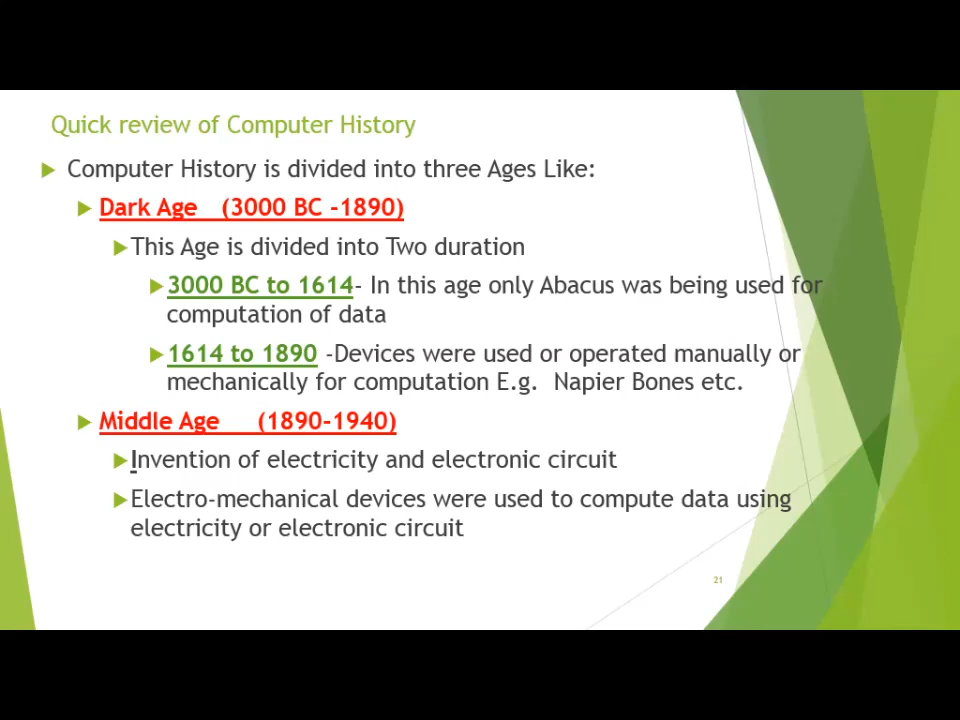 Quick review of Computer History
Computer History is divided into three Ages Like:
Dark Age (3000 BC -1890)
This Age is divided into Two duration
3000 BC to 1614- In this age only Abacus was being used for
computation of data
1614 to 1890 -Devices were used or operated manually or
mechanically for computation E.g. Napier Bones etc.
Middle Age (1890-1940)
Invention of electricity and electronic circuit
Electro-mechanical devices were used to compute data using
electricity or electronic circuit
21